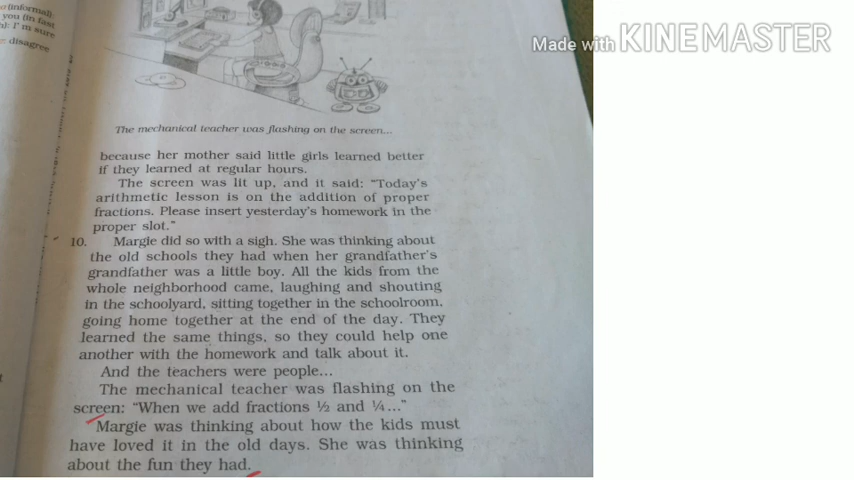 (informal)
you (in fast
I'm sure
disagree
Made with KINEMASTER
The mechanical teacher was flashing on the screen...
because her mother said little girls learned better
if they learned at regular hours.
The screen was lit up, and it said: “Today's
arithmetic lesson is on the addition of proper
fractions. Please insert yesterday's homework in the
proper slot.”
10. Margie did so with a sigh. She was thinking about
the old schools they had when her grandfather's
grandfather was a little boy. All the kids from the
whole neighborhood came, laughing and shouting
in the schoolyard, sitting together in the schoolroom,
going home together at the end of the day. They
learned the same things, so they could help one
another with the homework and talk about it.
And the teachers were people...
The mechanical teacher was flashing on the
screen: “When we add fractions ½ and ¼...”
Margie was thinking about how the kids must
have loved it in the old days. She was thinking
about the fun they had.